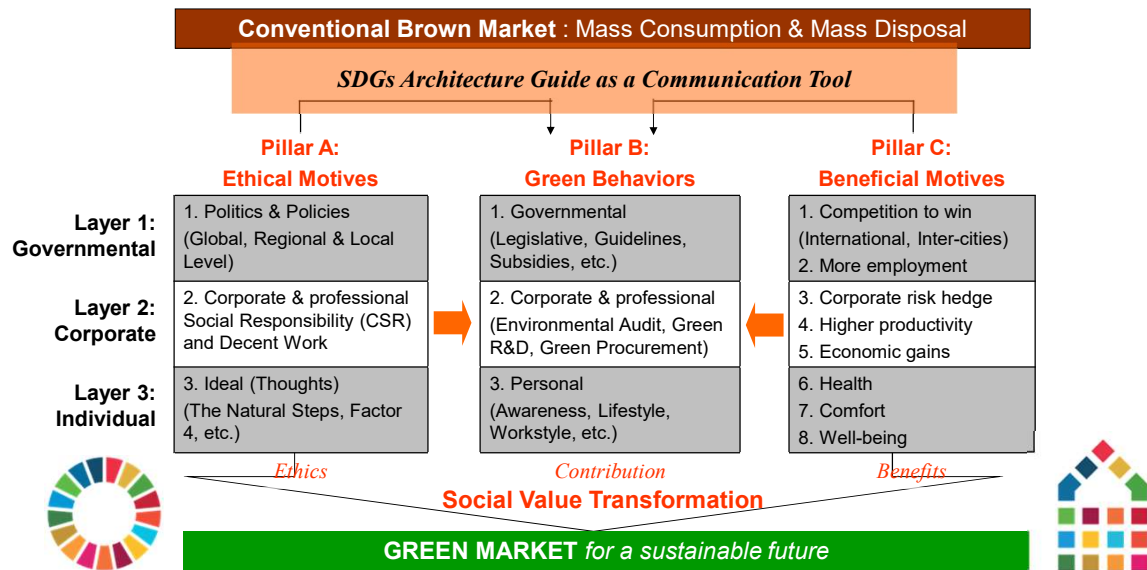 Conventional Brown Market : Mass Consumption & Mass Disposal
SDGs Architecture Guide as a Communication Tool
Pillar A:
Ethical Motives
Pillar B:
Green Behaviors
Pillar C:
Beneficial Motives
Layer 1:
Governmental
1. Politics & Policies
(Global, Regional & Local
Level)
1. Governmental
(Legislative, Guidelines,
Subsidies, etc.)
1. Competition to win
(International, Inter-cities)
2. More employment
Layer 2:
Corporate
2. Corporate & professional
Social Responsibility (CSR)
and Decent Work
2. Corporate & professional
(Environmental Audit, Green
R&D, Green Procurement)
3. Corporate risk hedge
4. Higher productivity
5. Economic gains
Layer 3:
Individual
3. Ideal (Thoughts)
(The Natural Steps, Factor
4, etc.)
3. Personal
(Awareness, Lifestyle,
Workstyle, etc.)
6. Health
7. Comfort
8. Well-being
Ethics
Contribution
Benefits
Social Value Transformation
GREEN MARKET for a sustainable future